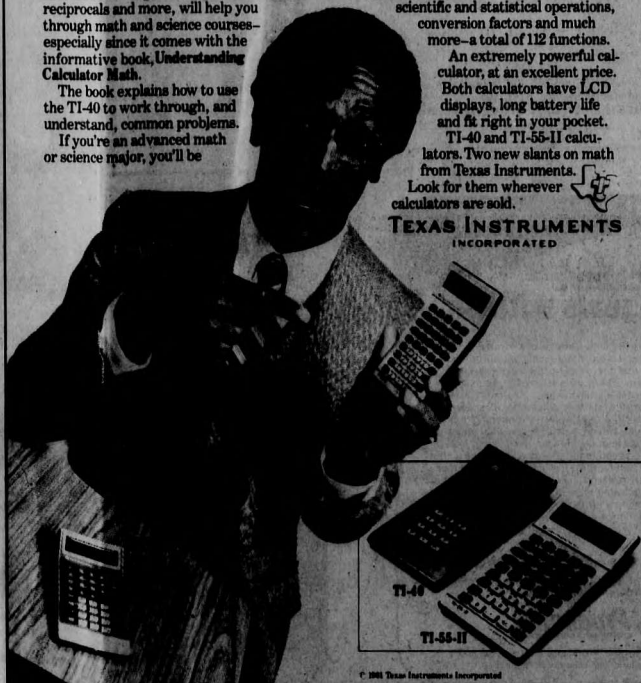 reciprocals and more, will help you
through math and science courses–
especially since it comes with the
informative book, Understanding
Calculator Math.
The book explains how to use
the TI-40 to work through, and
understand, common problems.
If you're an advanced math
or science major, you'll be
scientific and statistical operations,
conversion factors and much
more–a total of 112 functions.
An extremely powerful cal-
culator, at an excellent price.
Both calculators have LCD
displays, long battery life
and fit right in your pocket.
TI-40 and TI-55-II calcu-
lators. Two new slants on math
from Texas Instruments.
Look for them wherever
calculators are sold.
TEXAS INSTRUMENTS
INCORPORATED
TI-40
TI-55-II
© 1981 Texas Instruments Incorporated